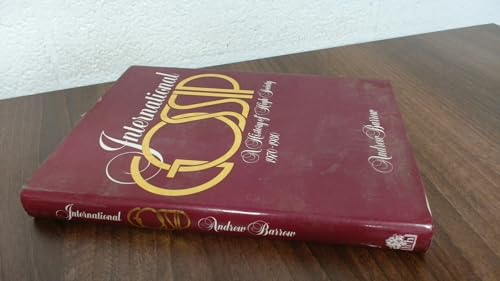 International
GOSSIP
A History of High Society
1970-1980
Andrew Barrow
International GOSSIP Andrew Barrow